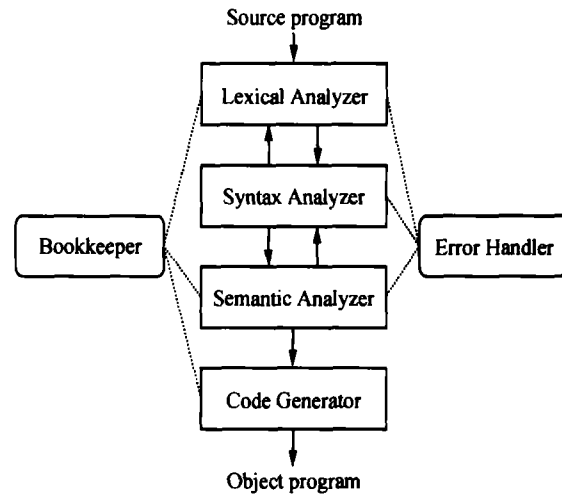 Source program
Lexical Analyzer
Syntax Analyzer
Bookkeeper
Error Handler
Semantic Analyzer
Code Generator
Object program